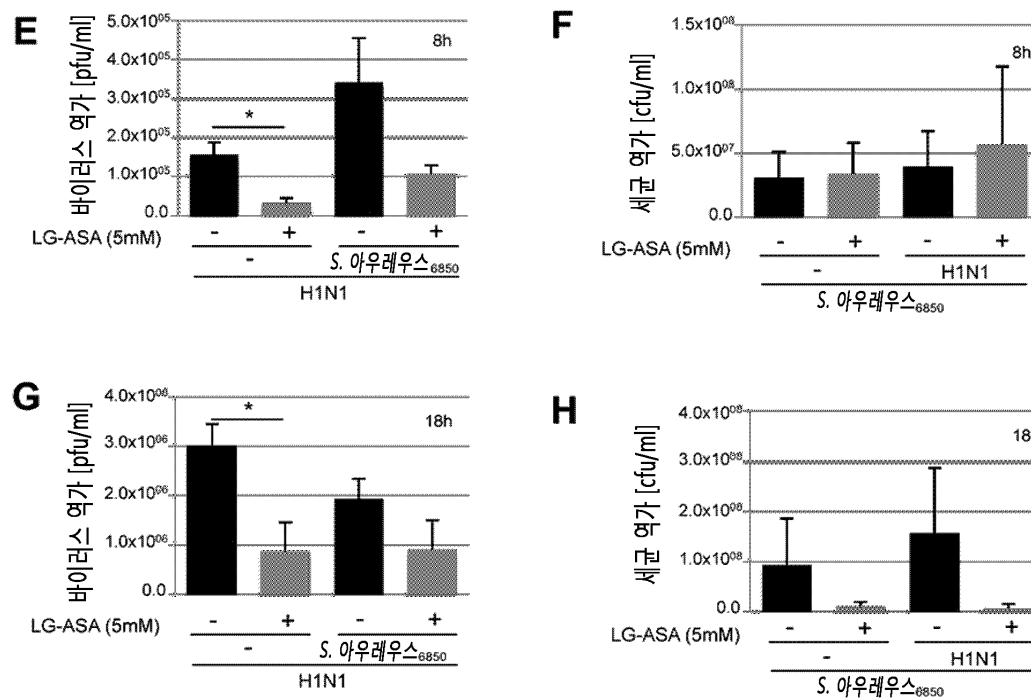 E
바이러스 역가 [pfu/ml]
5.0x10⁰⁵
4.0x10⁰⁵
3.0x10⁰⁵
2.0x10⁰⁵
1.0x10⁰⁵
0.0
8h
*
LG-ASA (5mM) - + - +
- S. 아우레우스₆₈₅₀
H1N1
F
세균 역가 [cfu/ml]
1.5x10⁰⁸
1.0x10⁰⁸
5.0x10⁰⁷
0.0
8h
LG-ASA (5mM) - + - +
- H1N1
S. 아우레우스₆₈₅₀
G
바이러스 역가 [pfu/ml]
4.0x10⁰⁶
3.0x10⁰⁶
2.0x10⁰⁶
1.0x10⁰⁶
0.0
18h
*
LG-ASA (5mM) - + - +
- S. 아우레우스₆₈₅₀
H1N1
H
세균 역가 [cfu/ml]
4.0x10⁰⁸
3.0x10⁰⁸
2.0x10⁰⁸
1.0x10⁰⁸
0.0
18
LG-ASA (5mM) - + - +
- H1N1
S. 아우레우스₆₈₅₀